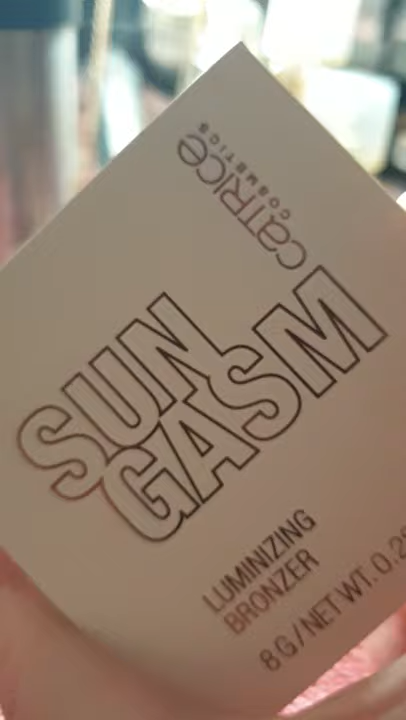 CATRICE
COSMETICS
SUN
GASM
LUMINIZING
BRONZER
8 G / NET WT. 0.2